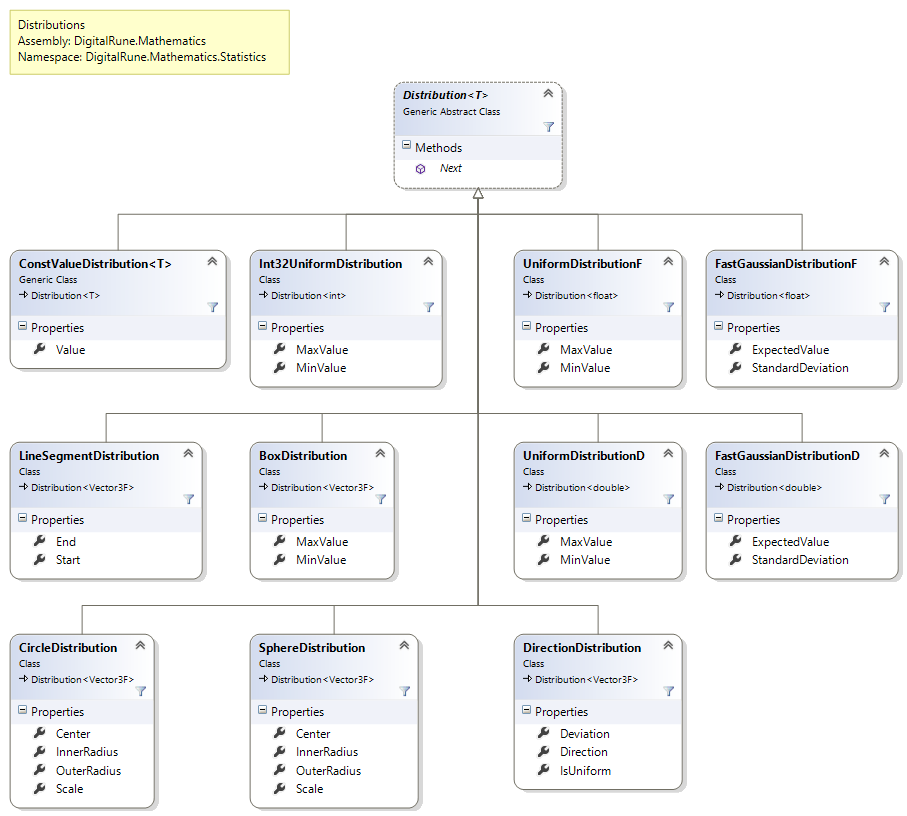 Distributions
Assembly: DigitalRune.Mathematics
Namespace: DigitalRune.Mathematics.Statistics
Distribution<T>
Generic Abstract Class
Methods
Next
ConstValueDistribution<T>
Generic Class
Distribution<T>
Properties
Value
Int32UniformDistribution
Class
Distribution<int>
Properties
MaxValue
MinValue
UniformDistributionF
Class
Distribution<float>
Properties
MaxValue
MinValue
FastGaussianDistributionF
Class
Distribution<float>
Properties
ExpectedValue
StandardDeviation
LineSegmentDistribution
Class
Distribution<Vector3F>
Properties
End
Start
BoxDistribution
Class
Distribution<Vector3F>
Properties
MaxValue
MinValue
UniformDistributionD
Class
Distribution<double>
Properties
MaxValue
MinValue
FastGaussianDistributionD
Class
Distribution<double>
Properties
ExpectedValue
StandardDeviation
CircleDistribution
Class
Distribution<Vector3F>
Properties
Center
InnerRadius
OuterRadius
Scale
SphereDistribution
Class
Distribution<Vector3F>
Properties
Center
InnerRadius
OuterRadius
Scale
DirectionDistribution
Class
Distribution<Vector3F>
Properties
Deviation
Direction
IsUniform